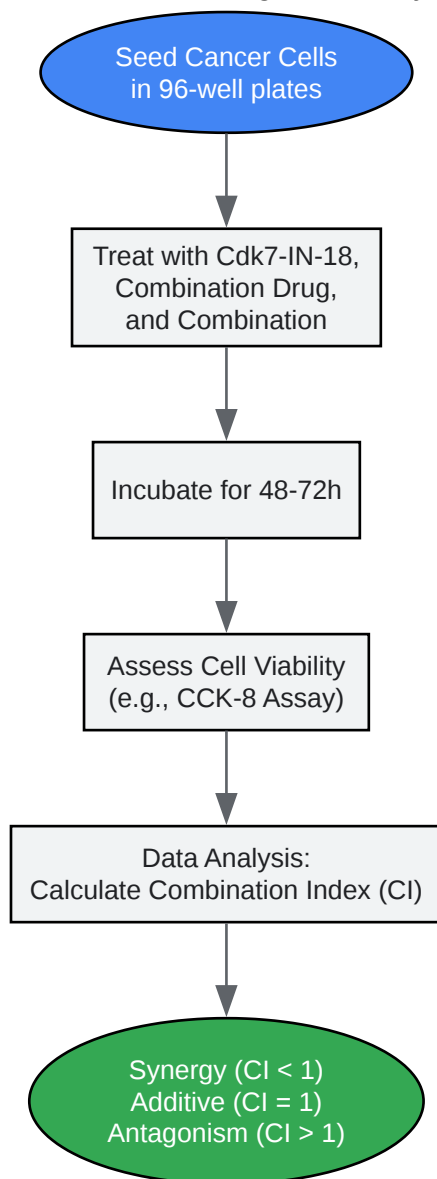 Seed Cancer Cells
in 96-well plates
Treat with Cdk7-IN-18,
Combination Drug,
and Combination
Incubate for 48-72h
Assess Cell Viability
(e.g., CCK-8 Assay)
Data Analysis:
Calculate Combination Index (CI)
Synergy (CI < 1)
Additive (CI = 1)
Antagonism (CI > 1)